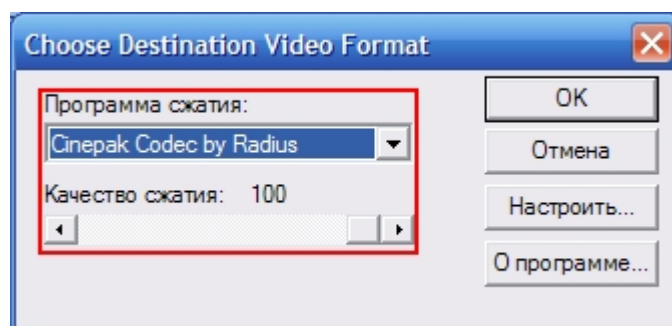 Choose Destination Video Format
Программа сжатия:
Cinepak Codec by Radius
Качество сжатия: 100
OK
Отмена
Настроить...
О программе...